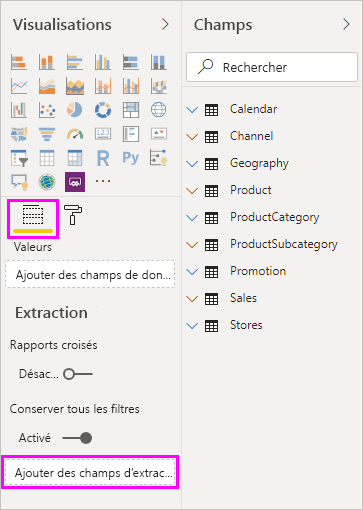 Visualisations
Champs
Rechercher
123
R
Py
Valeurs
Ajouter des champs de don...
Extraction
Rapports croisés
Désac...
Conserver tous les filtres
Activé
Ajouter des champs d'extrac...
Calendar
Channel
Geography
Product
ProductCategory
ProductSubcategory
Promotion
Sales
Stores